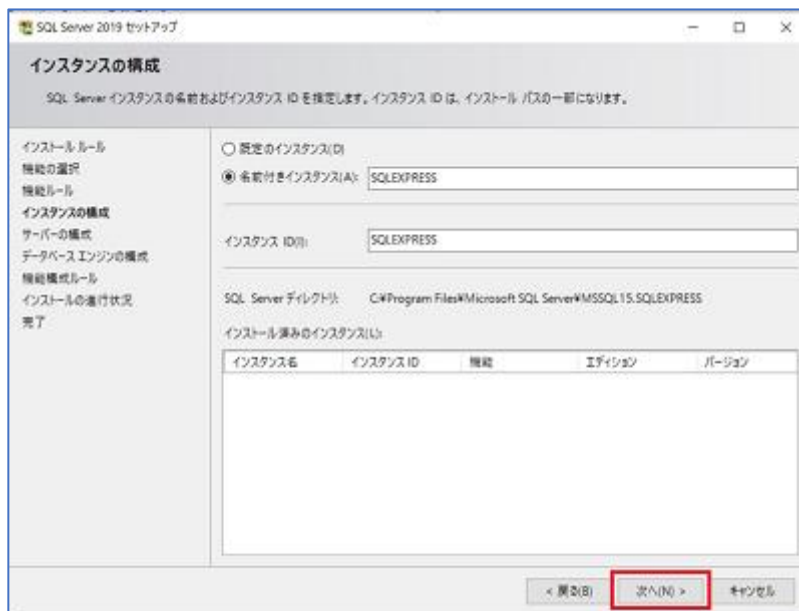 SQL Server 2019 セットアップ
インスタンスの構成
SQL Server インスタンスの名前およびインスタンス ID を指定します。インスタンス ID は、インストール パスの一部になります。
インストール ルール
機能の選択
機能ルール
インスタンスの構成
サーバーの構成
データベース エンジンの構成
機能構成ルール
インストールの進行状況
完了
既定のインスタンス(D)
名前付きインスタンス(A): SQLEXPRESS
インスタンス ID(I): SQLEXPRESS
SQL Server ディレクトリ: C:¥Program Files¥Microsoft SQL Server¥MSSQL15.SQLEXPRESS
インストール済みのインスタンス(L):
インスタンス名 インスタンス ID 機能 エディション バージョン
< 戻る(B) 次へ(N) > キャンセル